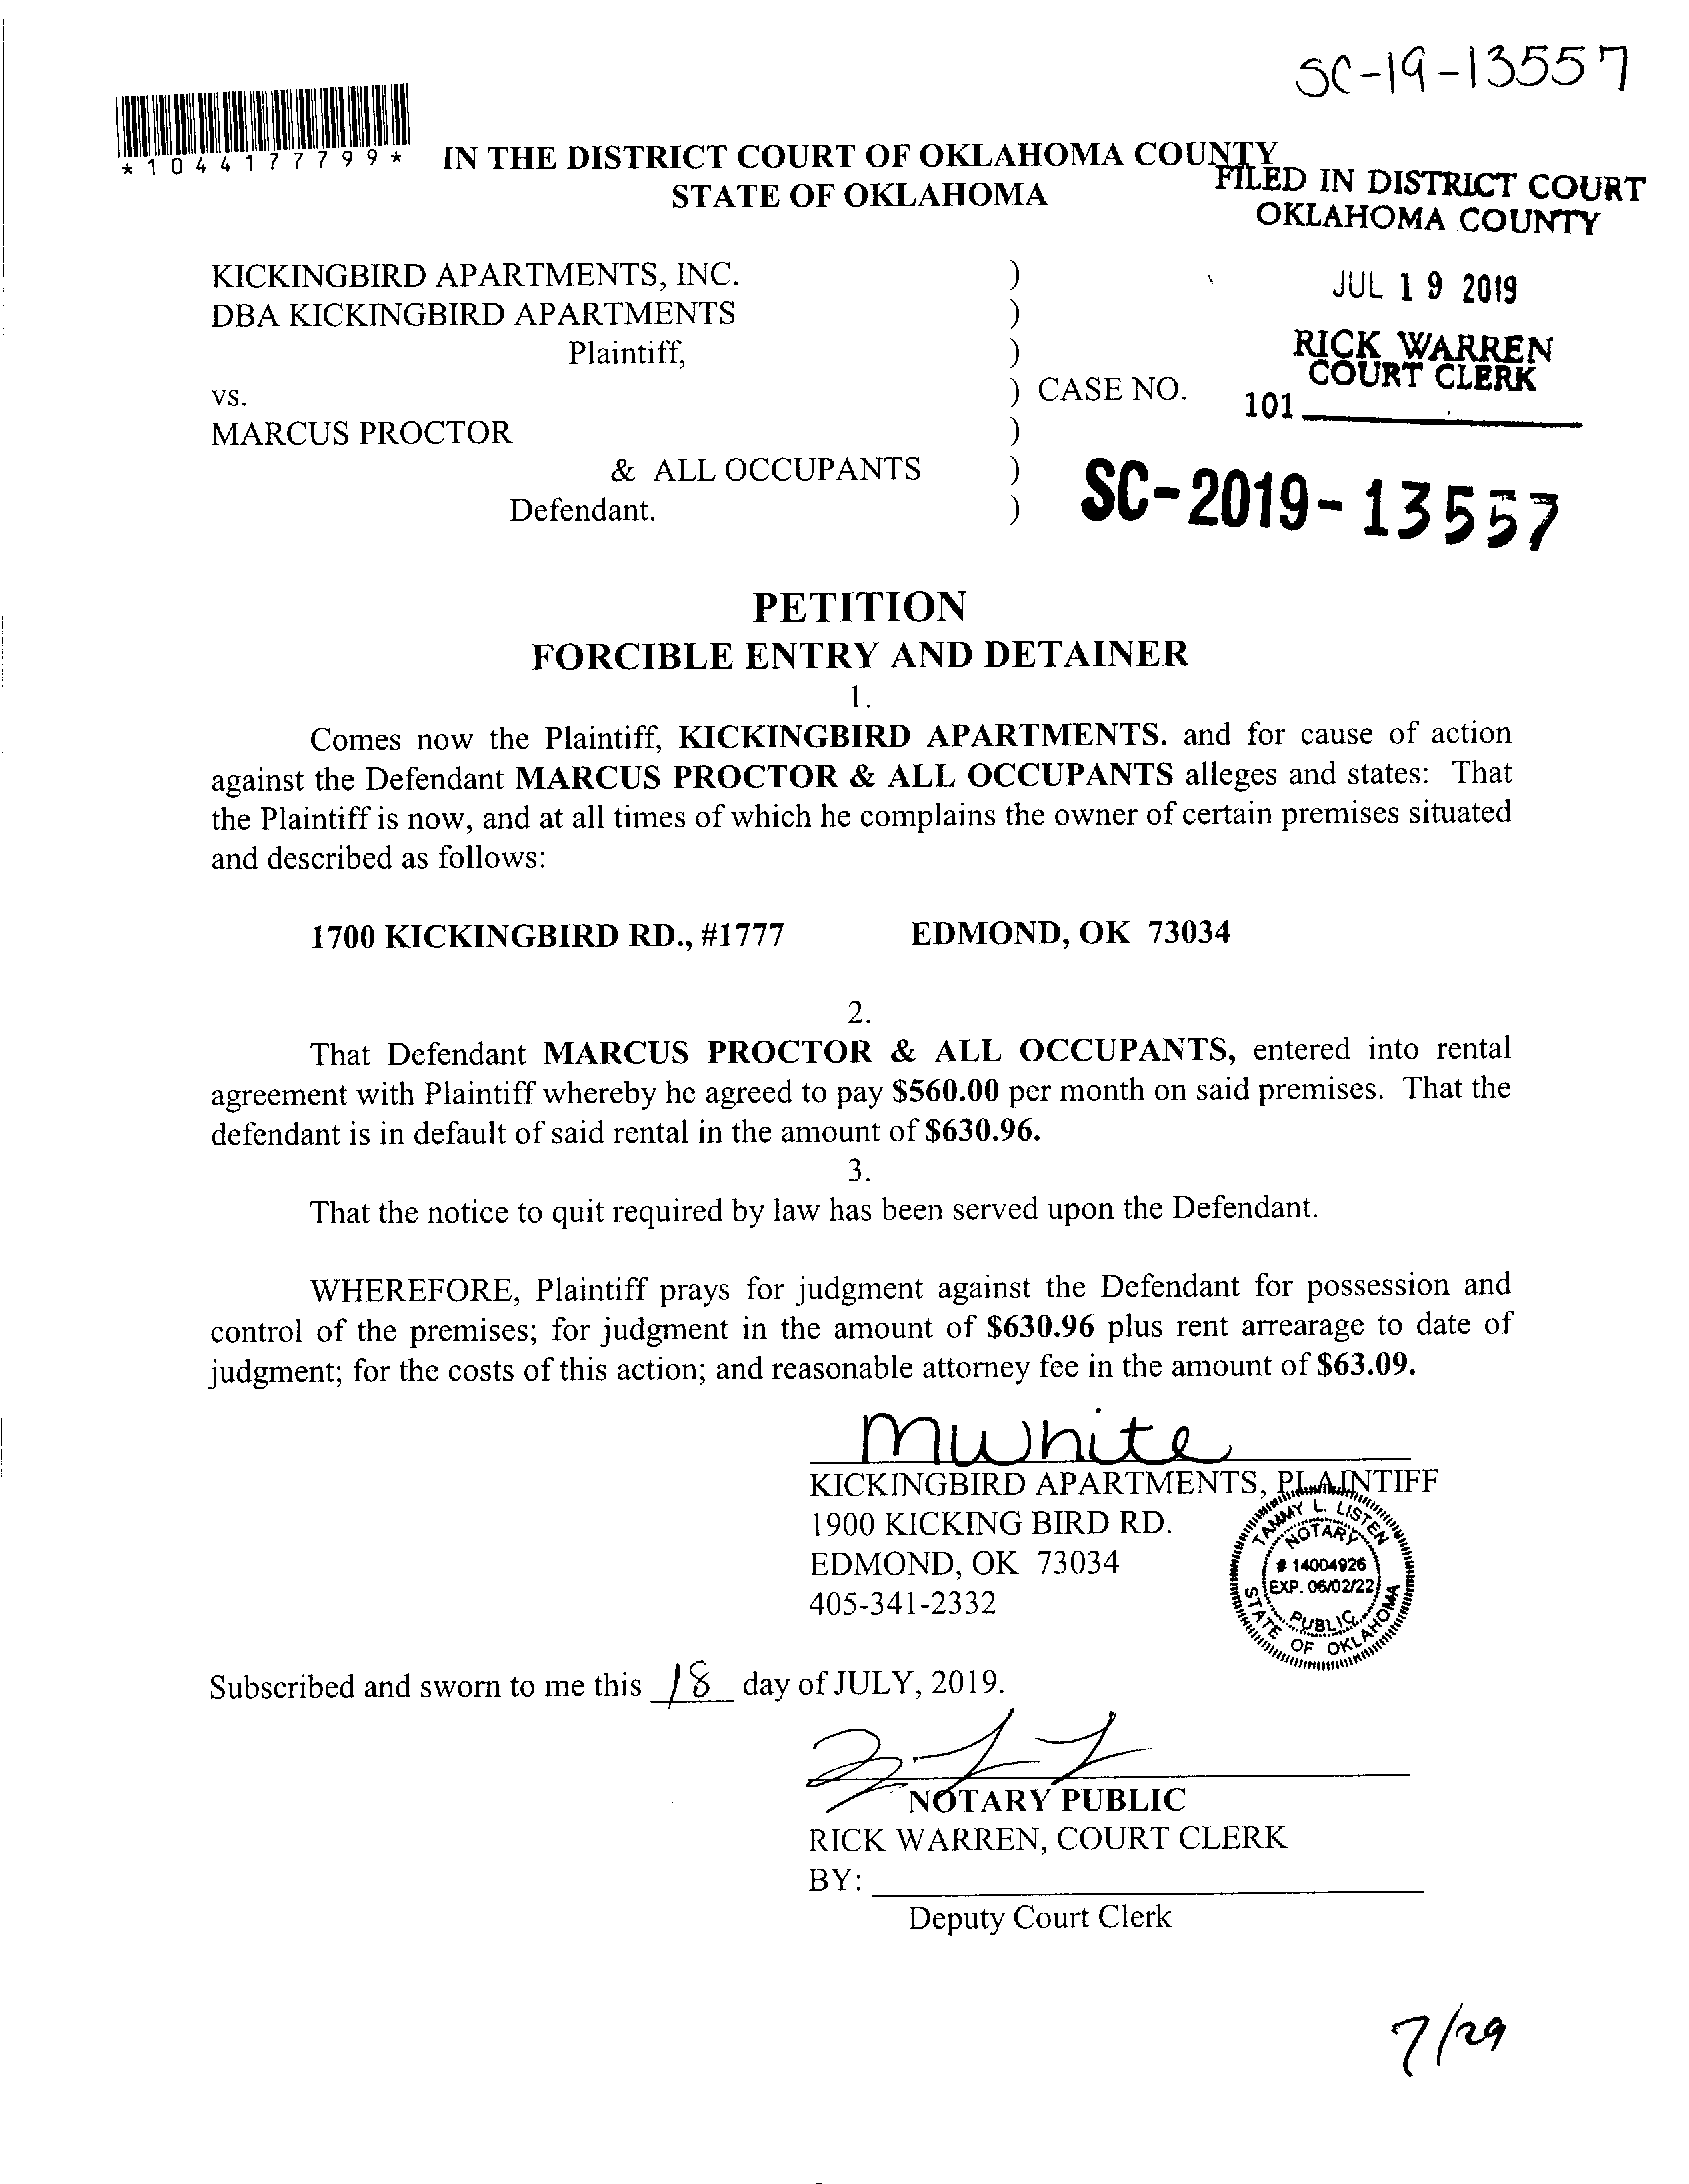 SC-19-13557
*1044177799*
IN THE DISTRICT COURT OF OKLAHOMA COUNTY
STATE OF OKLAHOMA
FILED IN DISTRICT COURT
OKLAHOMA COUNTY
JUL 19 2019
RICK WARREN
COURT CLERK
101
KICKINGBIRD APARTMENTS, INC. )
DBA KICKINGBIRD APARTMENTS )
Plaintiff, )
vs. ) CASE NO.
MARCUS PROCTOR )
& ALL OCCUPANTS )
Defendant. )
SC-2019-13557
PETITION
FORCIBLE ENTRY AND DETAINER
1.
Comes now the Plaintiff, KICKINGBIRD APARTMENTS. and for cause of action
against the Defendant MARCUS PROCTOR & ALL OCCUPANTS alleges and states: That
the Plaintiff is now, and at all times of which he complains the owner of certain premises situated
and described as follows:
1700 KICKINGBIRD RD., #1777 EDMOND, OK 73034
2.
That Defendant MARCUS PROCTOR & ALL OCCUPANTS, entered into rental
agreement with Plaintiff whereby he agreed to pay $560.00 per month on said premises. That the
defendant is in default of said rental in the amount of $630.96.
3.
That the notice to quit required by law has been served upon the Defendant.
WHEREFORE, Plaintiff prays for judgment against the Defendant for possession and
control of the premises; for judgment in the amount of $630.96 plus rent arrearage to date of
judgment; for the costs of this action; and reasonable attorney fee in the amount of $63.09.
MWhite
KICKINGBIRD APARTMENTS, PLAINTIFF
1900 KICKING BIRD RD.
EDMOND, OK 73034
405-341-2332
TAMMY L. LISTEN
NOTARY
# 14004926
EXP. 06/02/22
PUBLIC
STATE OF OKLAHOMA
Subscribed and sworn to me this 18 day of JULY, 2019.
NOTARY PUBLIC
RICK WARREN, COURT CLERK
BY:
Deputy Court Clerk
7/29